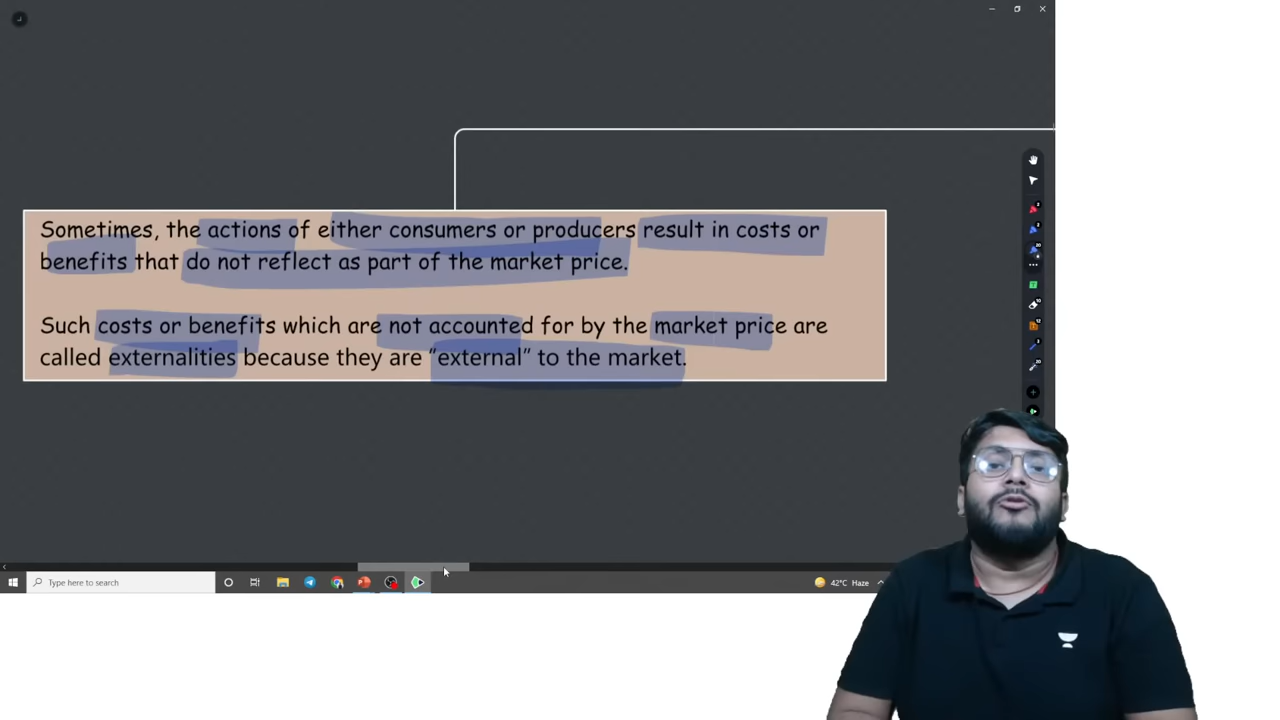 Sometimes, the actions of either consumers or producers result in costs or
benefits that do not reflect as part of the market price.
Such costs or benefits which are not accounted for by the market price are
called externalities because they are “external” to the market.
Type here to search
42°C Haze